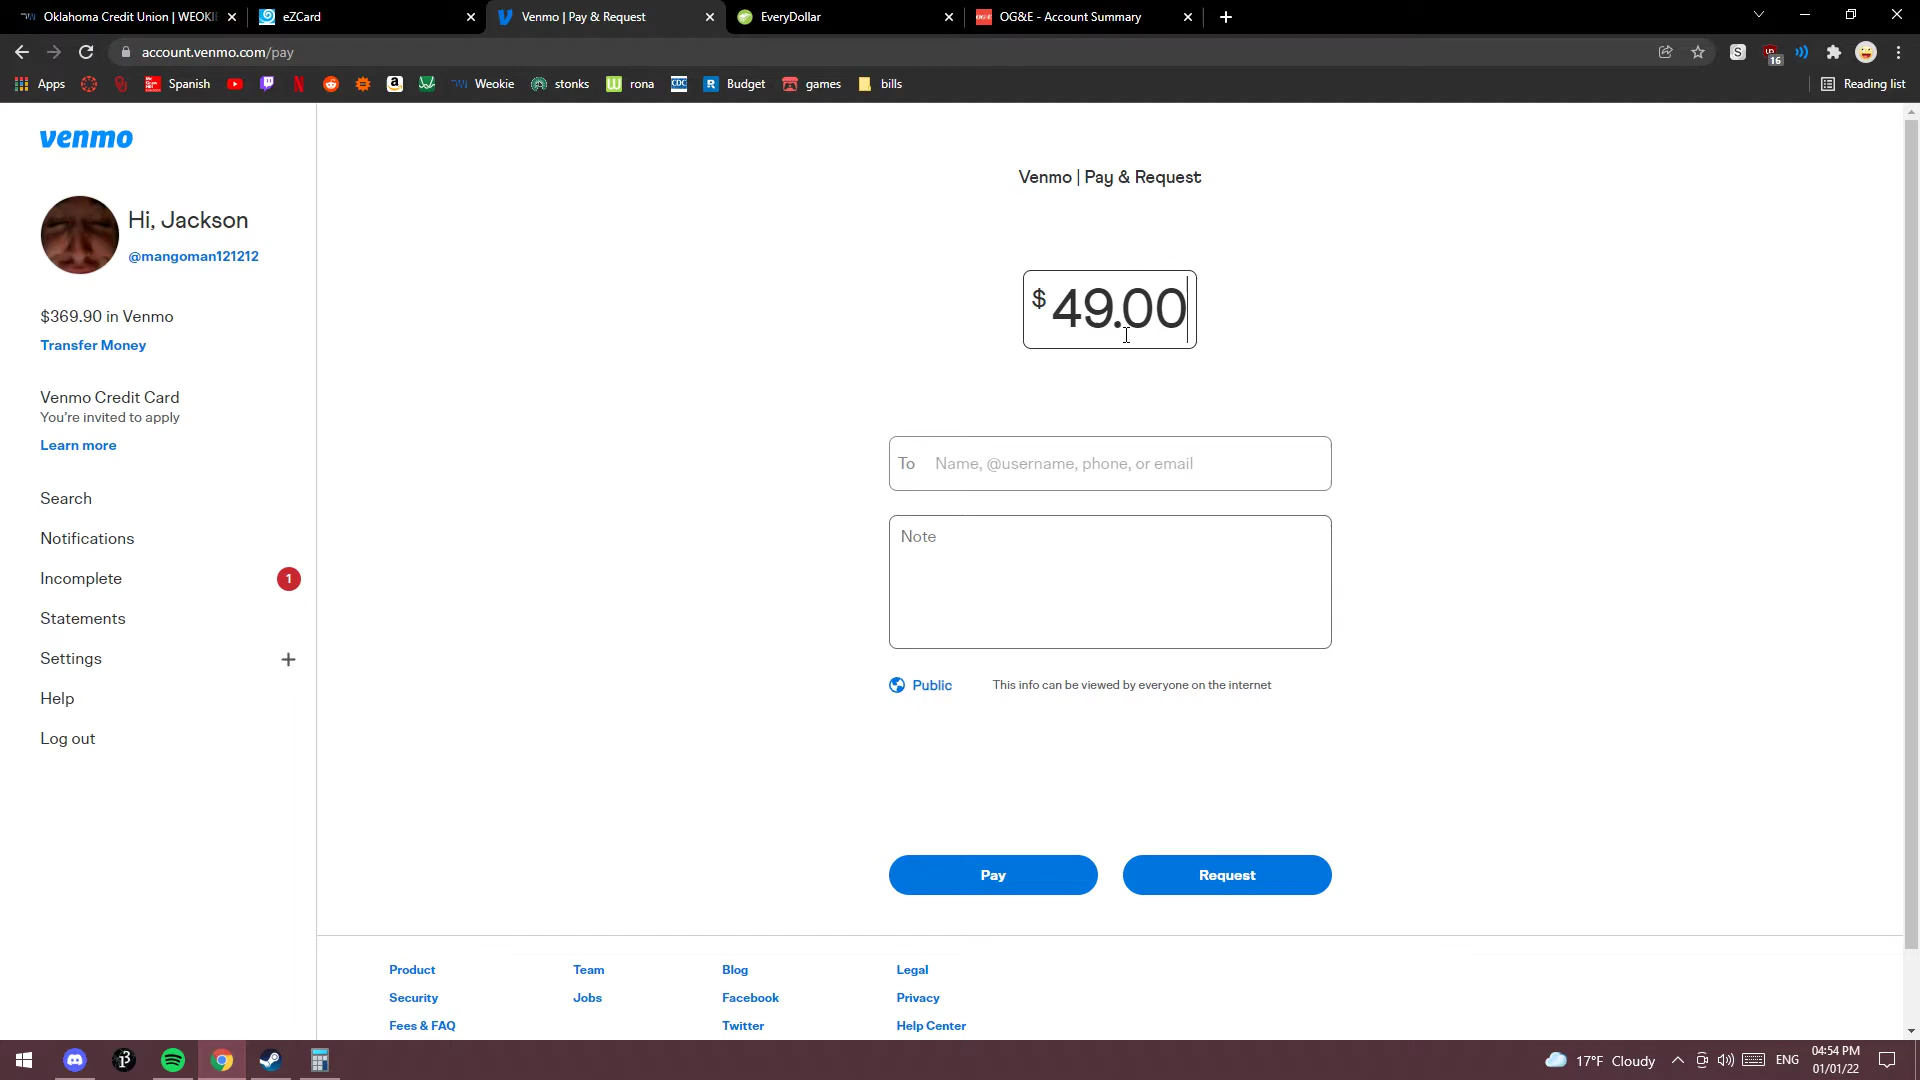 Oklahoma Credit Union | WEOKIE
eZCard
Venmo | Pay & Request
EveryDollar
OG&E - Account Summary
account.venmo.com/pay
16
Apps
Spanish
Weokie
stonks
rona
CDC
Budget
games
bills
Reading list
venmo
Hi, Jackson
@mangoman121212
$369.90 in Venmo
Transfer Money
Venmo Credit Card
You're invited to apply
Learn more
Search
Notifications
Incomplete
1
Statements
Settings
Help
Log out
Venmo | Pay & Request
$49.00
To Name, @username, phone, or email
Note
Public
This info can be viewed by everyone on the internet
Pay
Request
Product
Team
Blog
Legal
Security
Jobs
Facebook
Privacy
Fees & FAQ
Twitter
Help Center
17°F Cloudy
ENG
04:54 PM
01/01/22